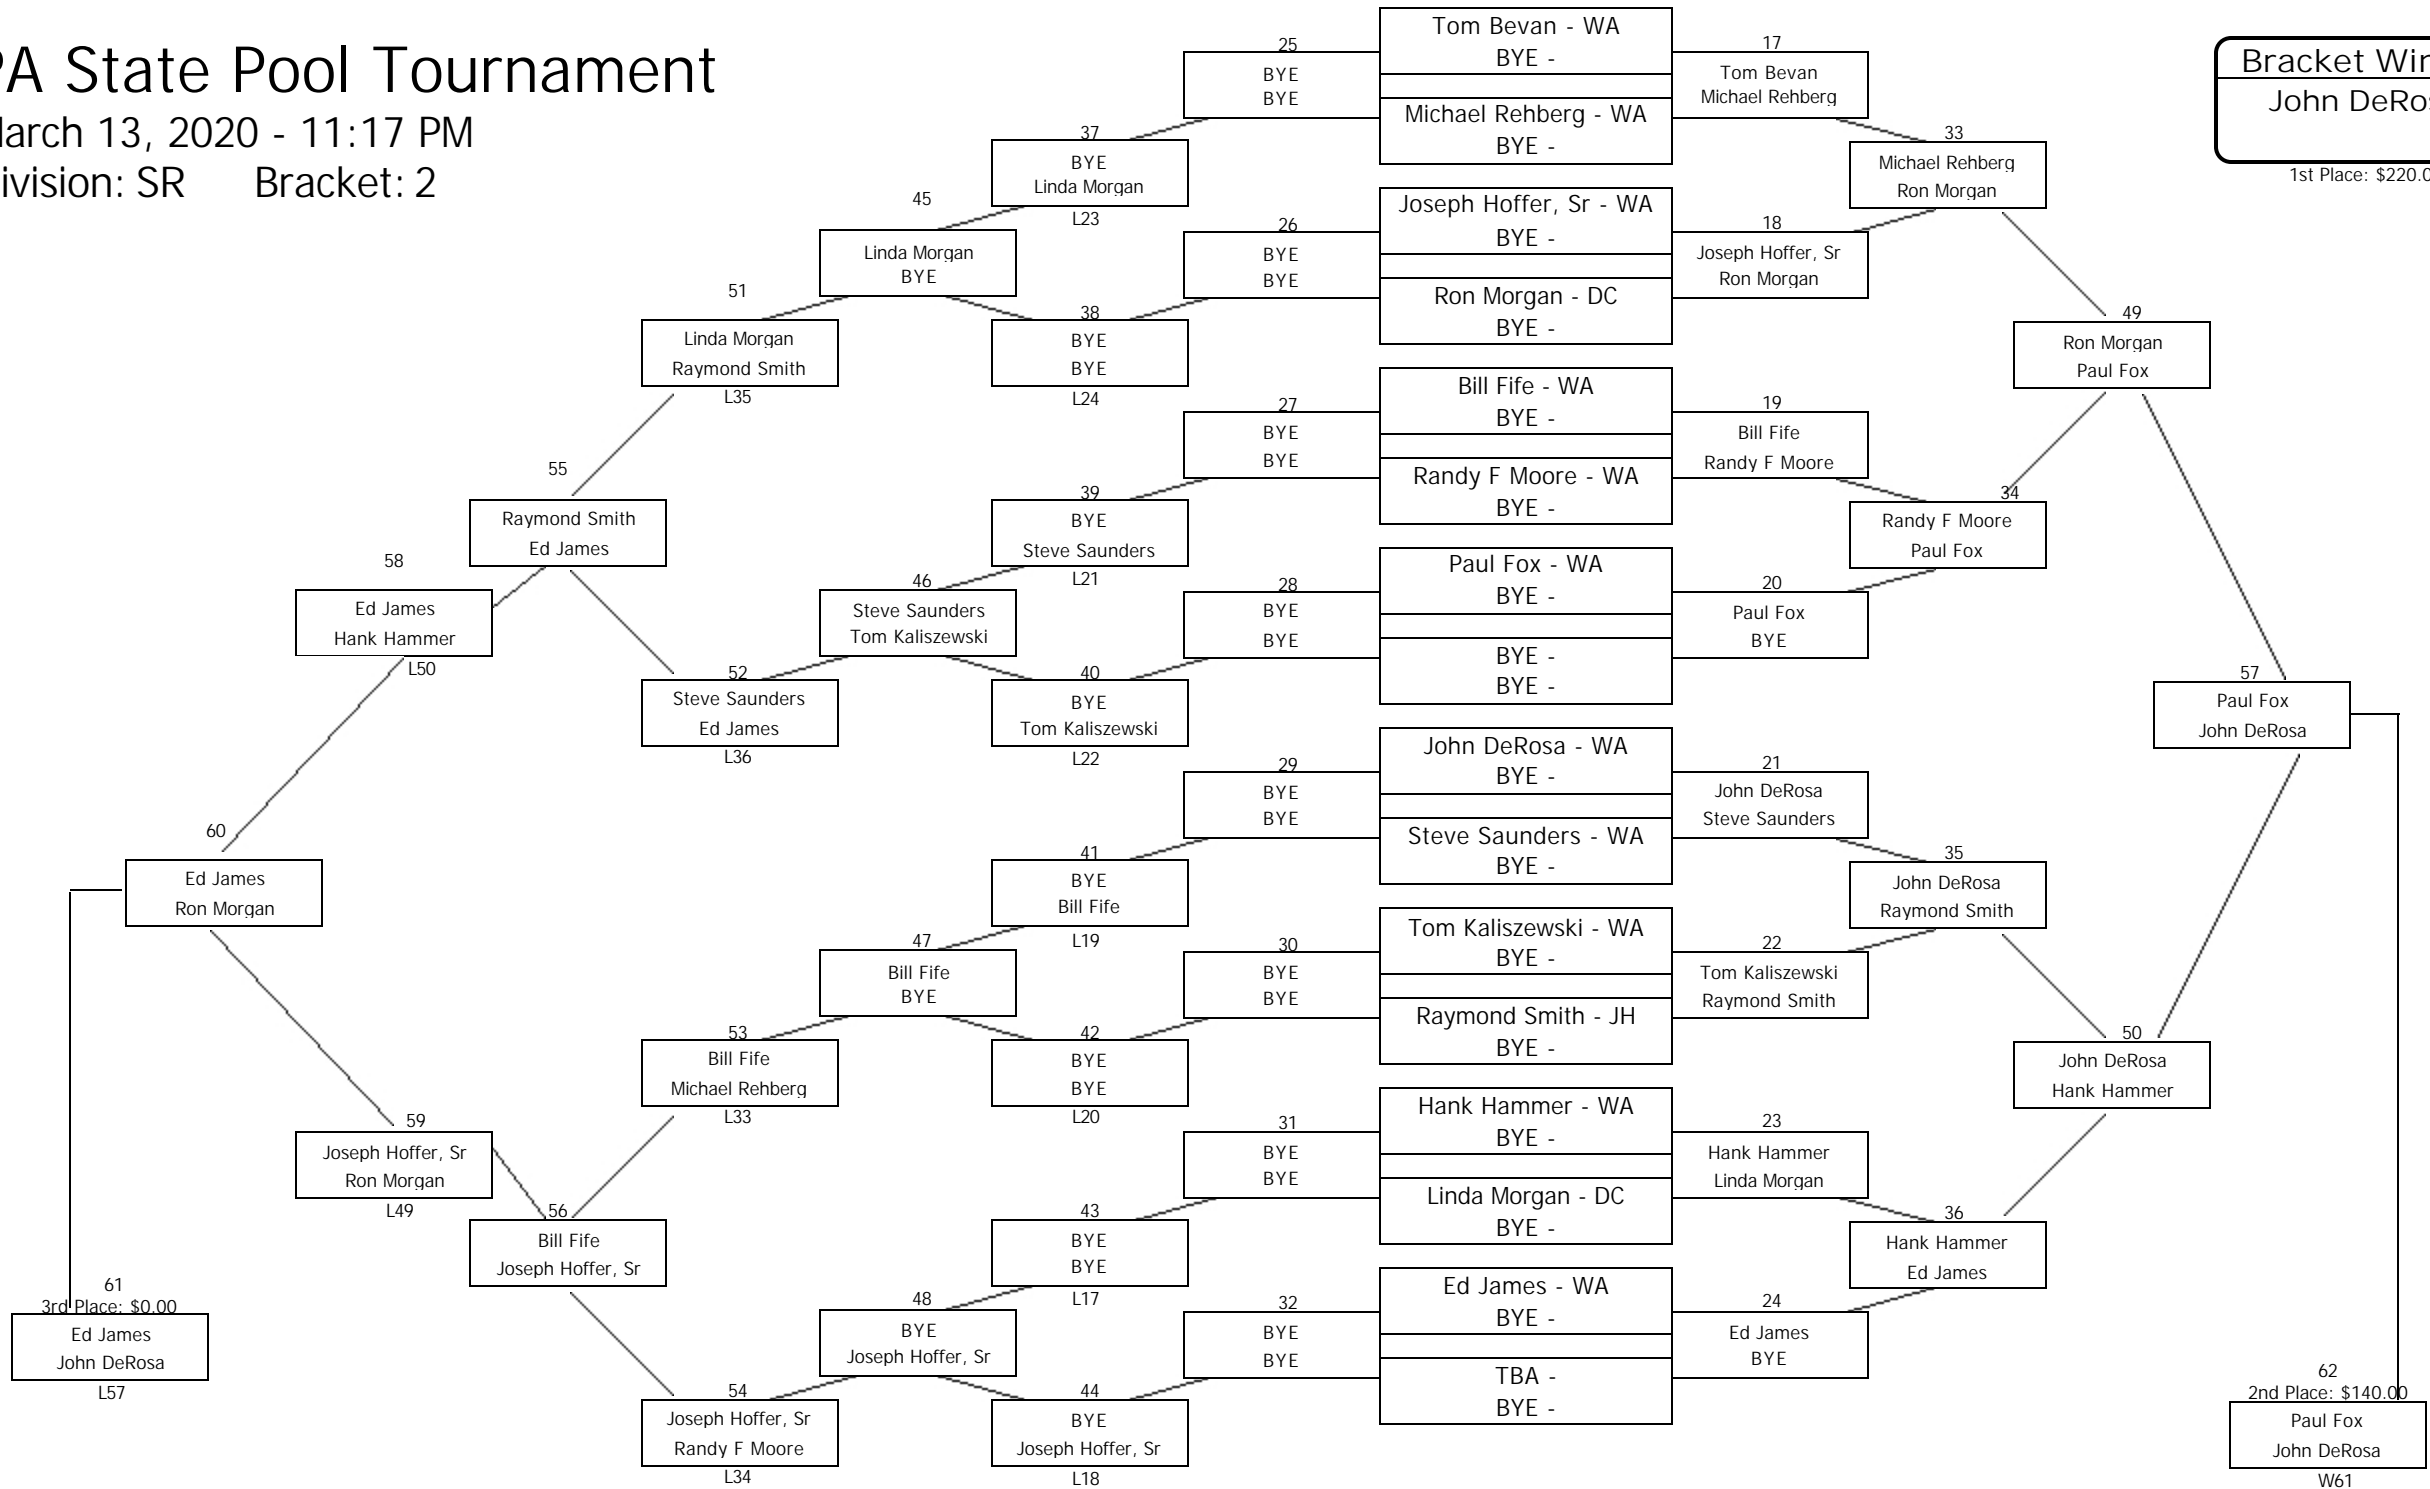 PA State Pool Tournament
March 13, 2020 - 11:17 PM
Division: SR Bracket: 2
61
3rd Place: $0.00
Ed James
John DeRosa
L57
60
Ed James
Ron Morgan
58
Ed James
Hank Hammer
L50
59
Joseph Hoffer, Sr
Ron Morgan
L49
55
Raymond Smith
Ed James
56
Bill Fife
Joseph Hoffer, Sr
51
Linda Morgan
Raymond Smith
L35
52
Steve Saunders
Ed James
L36
53
Bill Fife
Michael Rehberg
L33
54
Joseph Hoffer, Sr
Randy F Moore
L34
45
Linda Morgan
BYE
46
Steve Saunders
Tom Kaliszewski
47
Bill Fife
BYE
48
BYE
Joseph Hoffer, Sr
37
BYE
Linda Morgan
L23
38
BYE
BYE
L24
39
BYE
Steve Saunders
L21
40
BYE
Tom Kaliszewski
L22
41
BYE
Bill Fife
L19
42
BYE
BYE
L20
43
BYE
BYE
L17
44
BYE
Joseph Hoffer, Sr
L18
25
BYE
BYE
26
BYE
BYE
27
BYE
BYE
28
BYE
BYE
29
BYE
BYE
30
BYE
BYE
31
BYE
BYE
32
BYE
BYE
Tom Bevan - WA
BYE -
Michael Rehberg - WA
BYE -
Joseph Hoffer, Sr - WA
BYE -
Ron Morgan - DC
BYE -
Bill Fife - WA
BYE -
Randy F Moore - WA
BYE -
Paul Fox - WA
BYE -
BYE -
BYE -
John DeRosa - WA
BYE -
Steve Saunders - WA
BYE -
Tom Kaliszewski - WA
BYE -
Raymond Smith - JH
BYE -
Hank Hammer - WA
BYE -
Linda Morgan - DC
BYE -
Ed James - WA
BYE -
TBA -
BYE -
17
Tom Bevan
Michael Rehberg
18
Joseph Hoffer, Sr
Ron Morgan
19
Bill Fife
Randy F Moore
20
Paul Fox
BYE
21
John DeRosa
Steve Saunders
22
Tom Kaliszewski
Raymond Smith
23
Hank Hammer
Linda Morgan
24
Ed James
BYE
33
Michael Rehberg
Ron Morgan
34
Randy F Moore
Paul Fox
35
John DeRosa
Raymond Smith
36
Hank Hammer
Ed James
49
Ron Morgan
Paul Fox
50
John DeRosa
Hank Hammer
57
Paul Fox
John DeRosa
Bracket Win
John DeRos
1st Place: $220.0
62
2nd Place: $140.00
Paul Fox
John DeRosa
W61